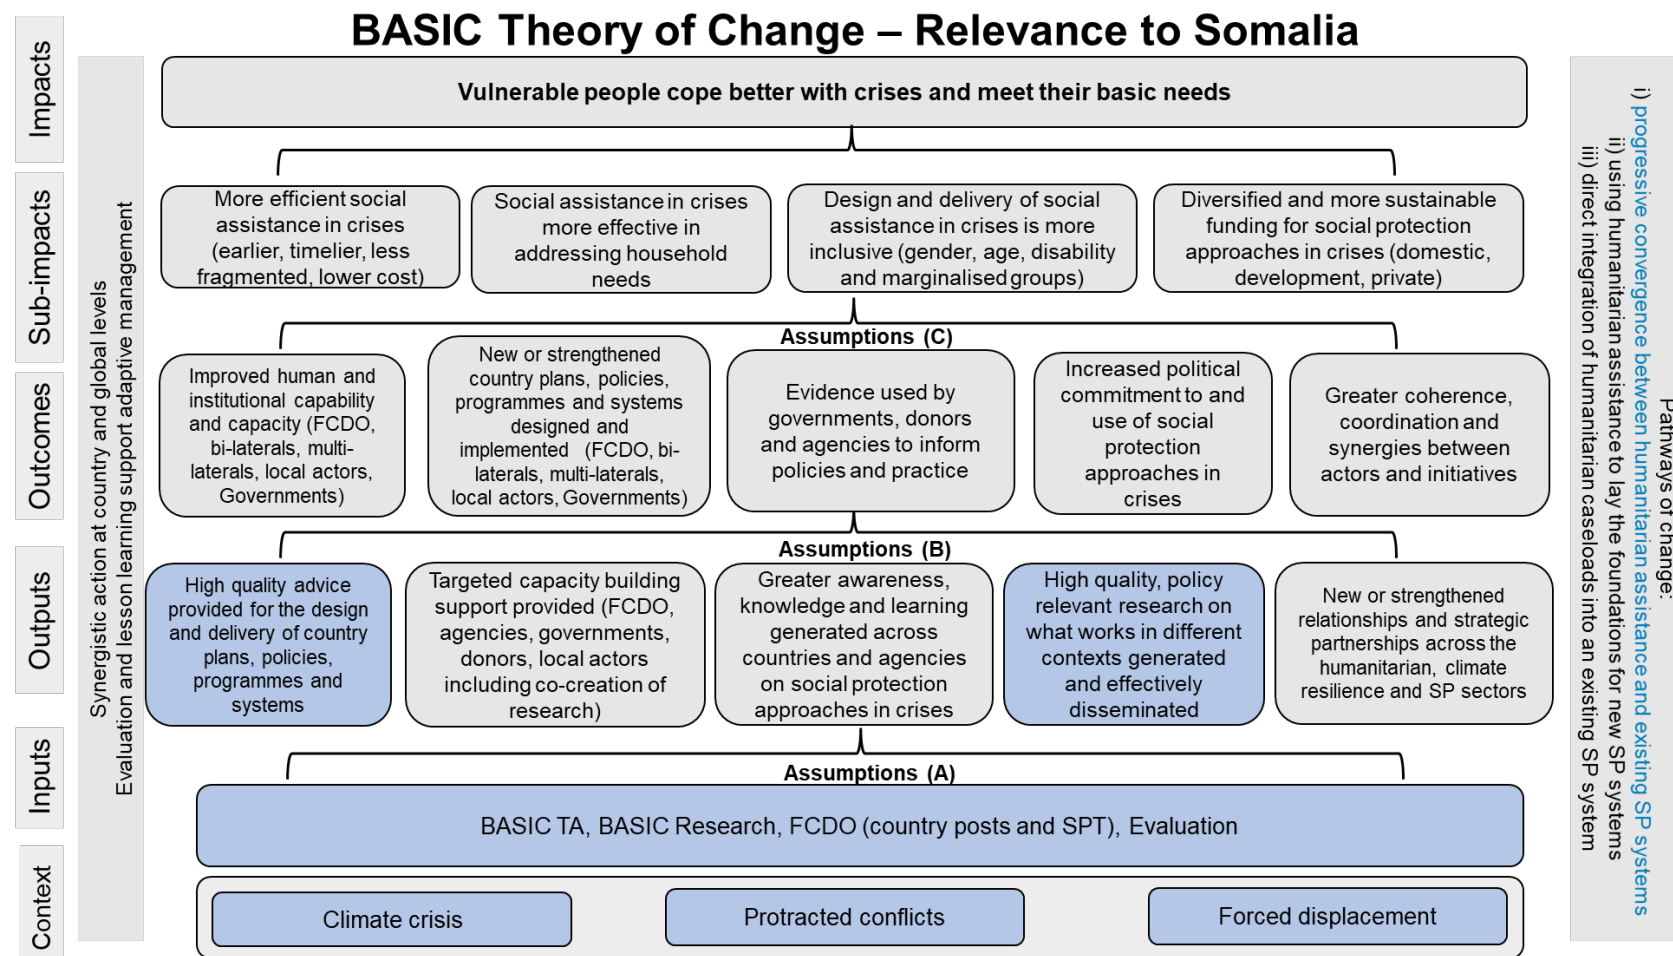 BASIC Theory of Change – Relevance to Somalia
Impacts
Vulnerable people cope better with crises and meet their basic needs
Sub-impacts
More efficient social
assistance in crises
(earlier, timelier, less
fragmented, lower cost)
Social assistance in crises
more effective in
addressing household
needs
Design and delivery of social
assistance in crises is more
inclusive (gender, age, disability
and marginalised groups)
Diversified and more sustainable
funding for social protection
approaches in crises (domestic,
development, private)
Assumptions (C)
Outcomes
Improved human and
institutional capability
and capacity (FCDO,
bi-laterals, multi-
laterals, local actors,
Governments)
New or strengthened
country plans, policies,
programmes and systems
designed and
implemented (FCDO, bi-
laterals, multi-laterals,
local actors, Governments)
Evidence used by
governments, donors
and agencies to inform
policies and practice
Increased political
commitment to and
use of social
protection
approaches in
crises
Greater coherence,
coordination and
synergies between
actors and initiatives
Assumptions (B)
Outputs
High quality advice
provided for the design
and delivery of country
plans, policies,
programmes and
systems
Targeted capacity building
support provided (FCDO,
agencies, governments,
donors, local actors
including co-creation of
research)
Greater awareness,
knowledge and learning
generated across
countries and agencies
on social protection
approaches in crises
High quality, policy
relevant research on
what works in different
contexts generated
and effectively
disseminated
New or strengthened
relationships and strategic
partnerships across the
humanitarian, climate
resilience and SP sectors
Assumptions (A)
Inputs
BASIC TA, BASIC Research, FCDO (country posts and SPT), Evaluation
Context
Climate crisis
Protracted conflicts
Forced displacement
Synergistic action at country and global levels
Evaluation and lesson learning support adaptive management
Pathways of change:
i) progressive convergence between humanitarian assistance and existing SP systems
ii) using humanitarian assistance to lay the foundations for new SP systems
iii) direct integration of humanitarian caseloads into an existing SP system